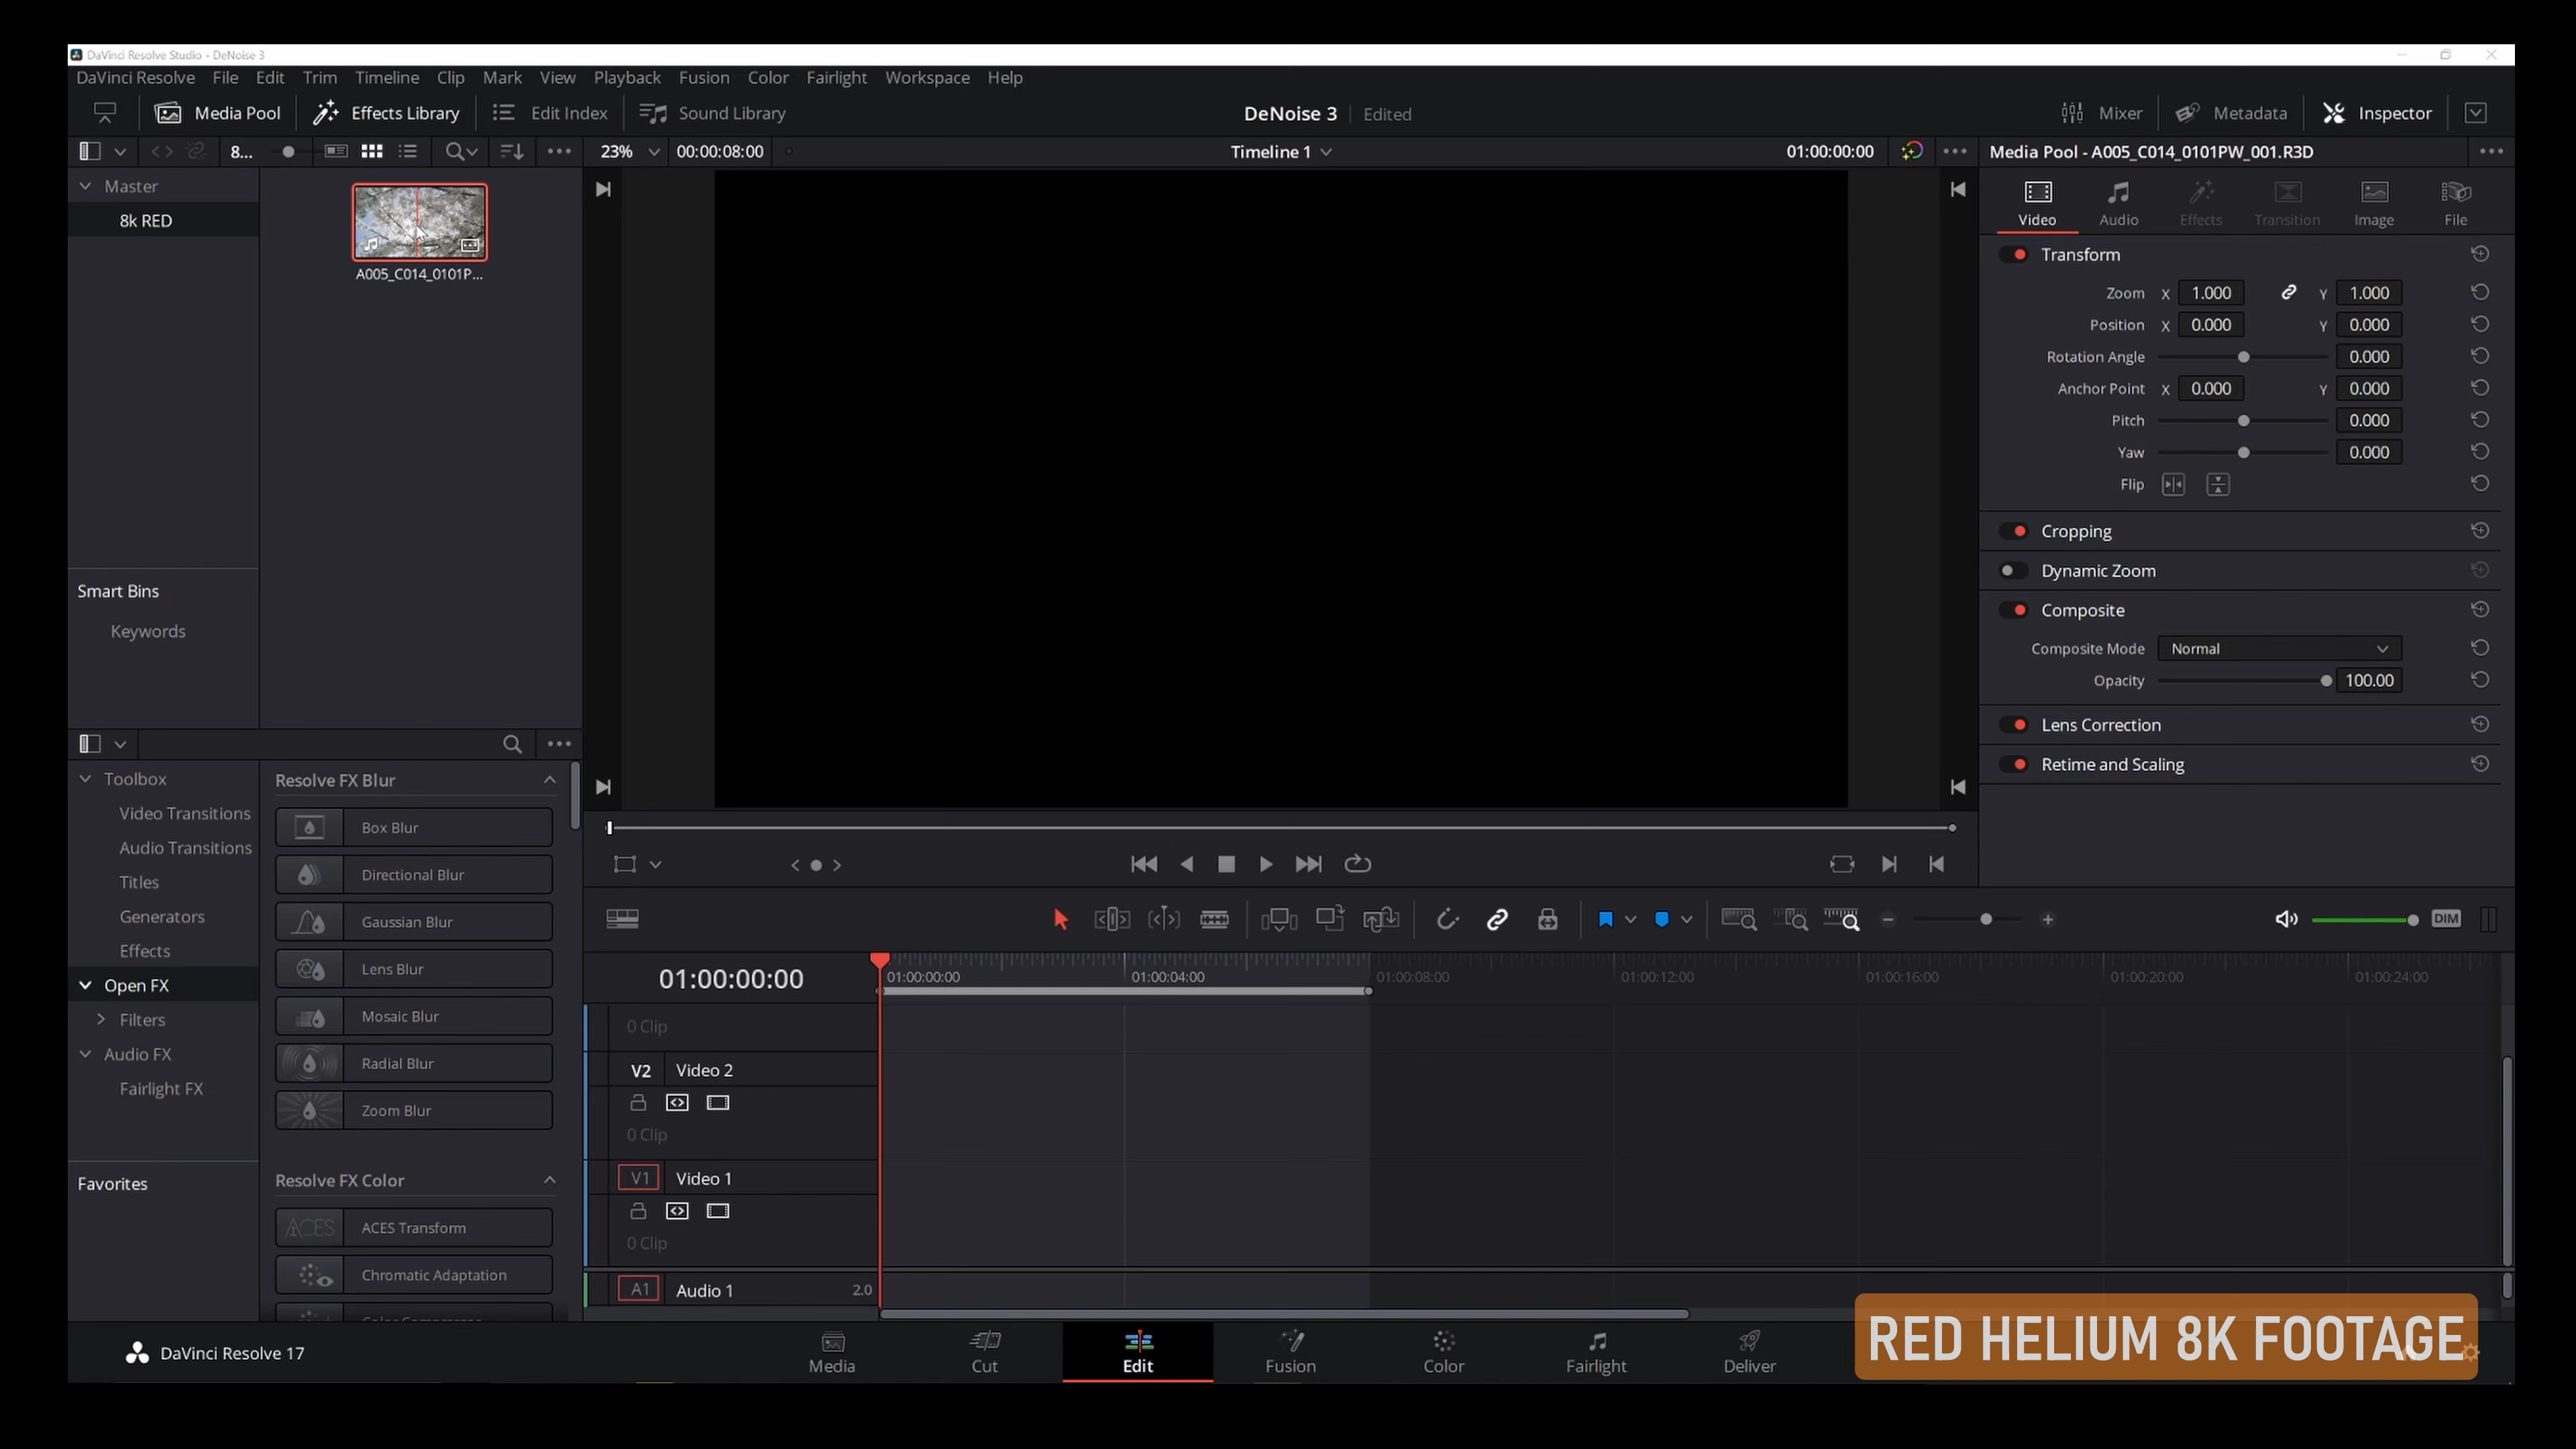 DaVinci Resolve Studio - DeNoise 3
DaVinci Resolve File Edit Trim Timeline Clip Mark View Playback Fusion Color Fairlight Workspace Help
Media Pool Effects Library Edit Index Sound Library DeNoise 3 Edited Mixer Metadata Inspector
8... 23% 00:00:08:00 Timeline 1 01:00:00:00 Media Pool - A005_C014_0101PW_001.R3D
Master
8k RED
A005_C014_0101P...
Smart Bins
Keywords
Video Audio Effects Transition Image File
Transform
Zoom X 1.000 Y 1.000
Position X 0.000 Y 0.000
Rotation Angle 0.000
Anchor Point X 0.000 Y 0.000
Pitch 0.000
Yaw 0.000
Flip
Cropping
Dynamic Zoom
Composite
Composite Mode Normal
Opacity 100.00
Lens Correction
Retime and Scaling
Toolbox
Video Transitions
Audio Transitions
Titles
Generators
Effects
Open FX
Filters
Audio FX
Fairlight FX
Favorites
Resolve FX Blur
Box Blur
Directional Blur
Gaussian Blur
Lens Blur
Mosaic Blur
Radial Blur
Zoom Blur
Resolve FX Color
ACES ACES Transform
Chromatic Adaptation
DIM
01:00:00:00 01:00:00:00 01:00:04:00 01:00:08:00 01:00:12:00 01:00:16:00 01:00:20:00 01:00:24:00
0 Clip
V2 Video 2
0 Clip
V1 Video 1
0 Clip
A1 Audio 1 2.0
DaVinci Resolve 17
Media Cut Edit Fusion Color Fairlight Deliver
RED HELIUM 8K FOOTAGE